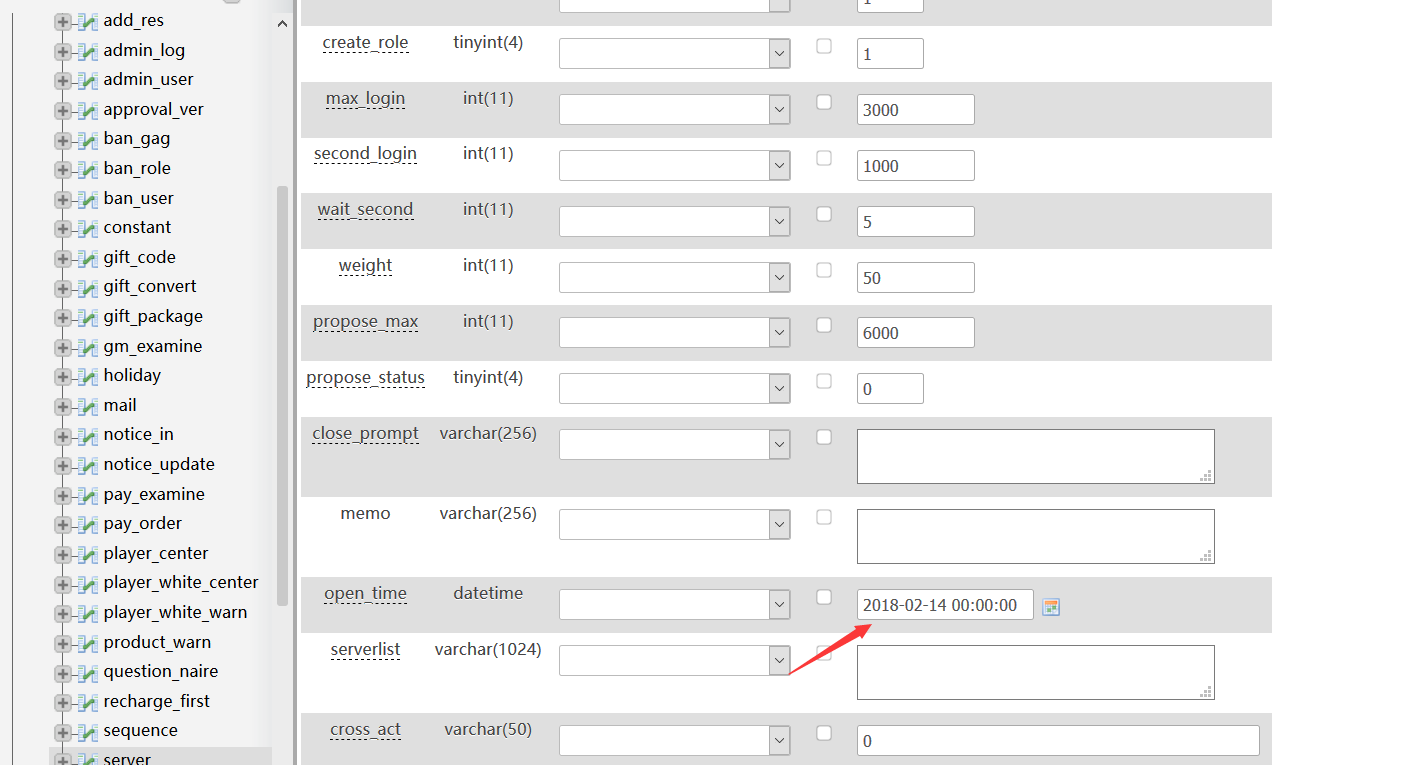 add_res
admin_log
admin_user
approval_ver
ban_gag
ban_role
ban_user
constant
gift_code
gift_convert
gift_package
gm_examine
holiday
mail
notice_in
notice_update
pay_examine
pay_order
player_center
player_white_center
player_white_warn
product_warn
question_naire
recharge_first
sequence
server
1
create_role tinyint(4) 1
max_login int(11) 3000
second_login int(11) 1000
wait_second int(11) 5
weight int(11) 50
propose_max int(11) 6000
propose_status tinyint(4) 0
close_prompt varchar(256)
memo varchar(256)
open_time datetime 2018-02-14 00:00:00
serverlist varchar(1024)
cross_act varchar(50) 0